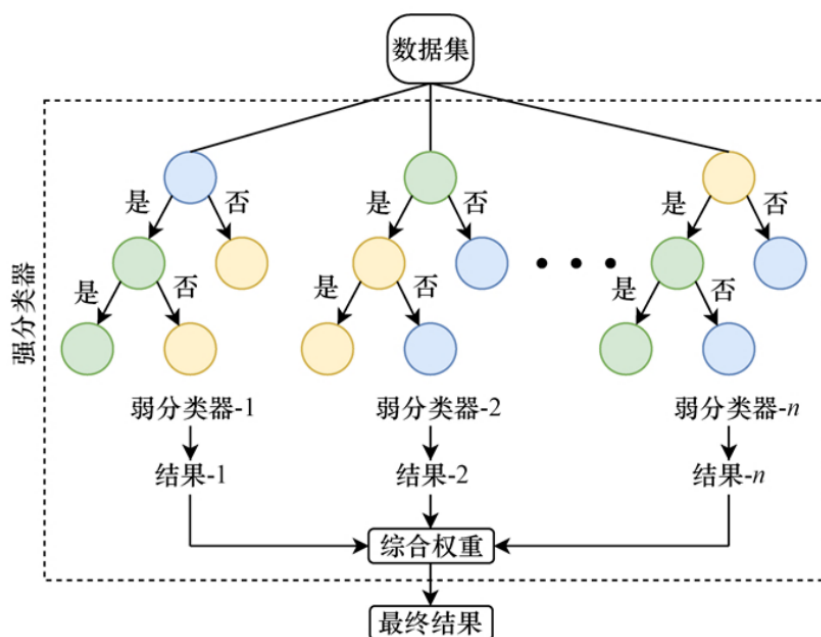 数据集
强分类器
是
否
是
否
是
否
是
否
是
否
是
否
弱分类器-1
弱分类器-2
弱分类器-n
结果-1
结果-2
结果-n
综合权重
最终结果